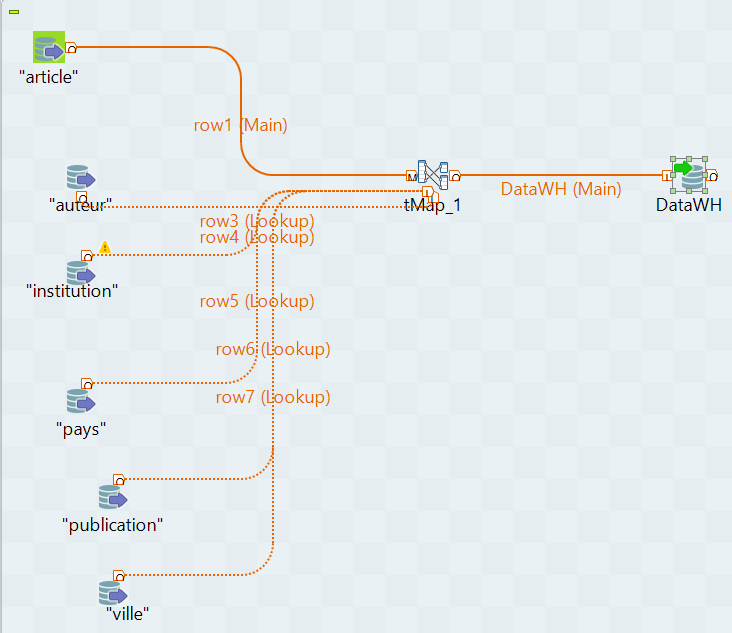 "article"
row1 (Main)
"auteur"
tMap_1
DataWH (Main)
DataWH
row3 (Lookup)
row4 (Lookup)
"institution"
row5 (Lookup)
row6 (Lookup)
row7 (Lookup)
"pays"
"publication"
"ville"